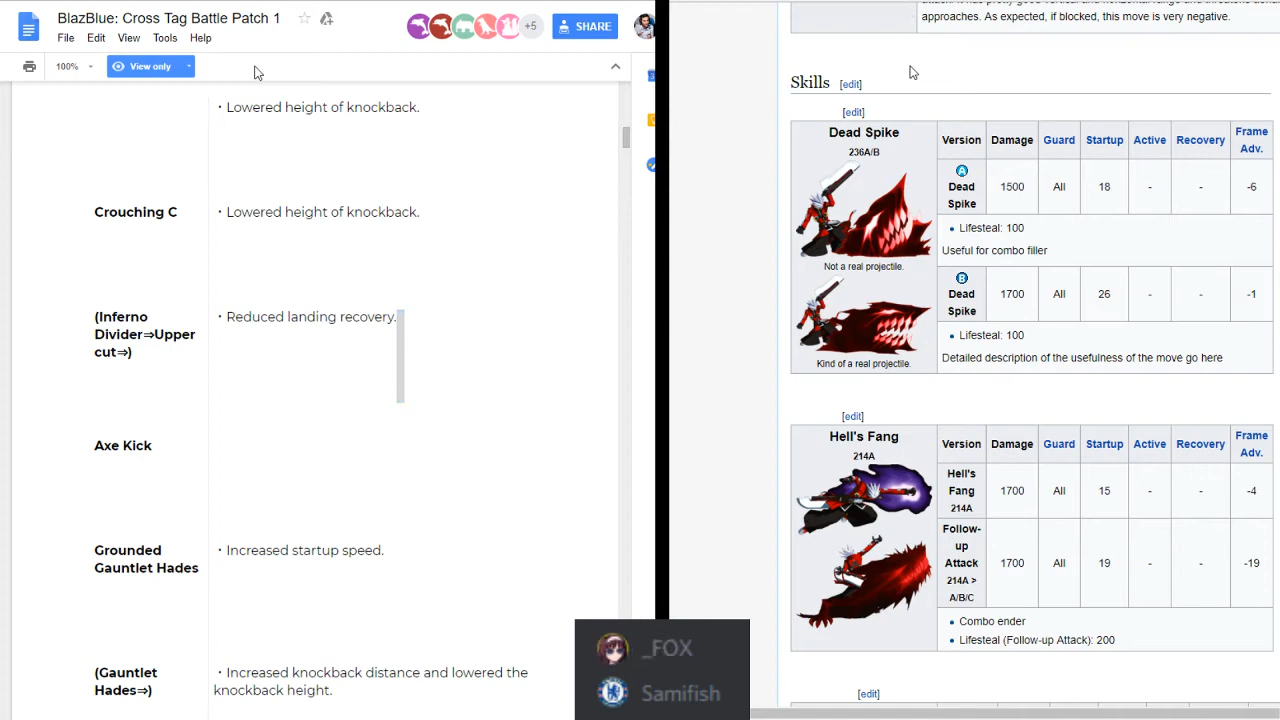 BlazBlue: Cross Tag Battle Patch 1
File Edit View Tools Help
+5
SHARE
100%
View only
・Lowered height of knockback.
Crouching C
・Lowered height of knockback.
(Inferno
Divider⇒Upper
cut⇒)
・Reduced landing recovery.
Axe Kick
Grounded
Gauntlet Hades
・Increased startup speed.
(Gauntlet
Hades⇒)
・Increased knockback distance and lowered the
knockback height.
_FOX
Samifish
approaches. As expected, if blocked, this move is very negative.
Skills [edit]
[edit]
Dead Spike
236A/B
Not a real projectile.
Kind of a real projectile.
Version Damage Guard Startup Active Recovery Frame
Adv.
A
Dead
Spike
1500 All 18 - - -6
• Lifesteal: 100
Useful for combo filler
B
Dead
Spike
1700 All 26 - - -1
• Lifesteal: 100
Detailed description of the usefulness of the move go here
[edit]
Hell's Fang
214A
Version Damage Guard Startup Active Recovery Frame
Adv.
Hell's
Fang
214A
1700 All 15 - - -4
Follow-
up
Attack
214A >
A/B/C
1700 All 19 - - -19
• Combo ender
• Lifesteal (Follow-up Attack): 200
[edit]